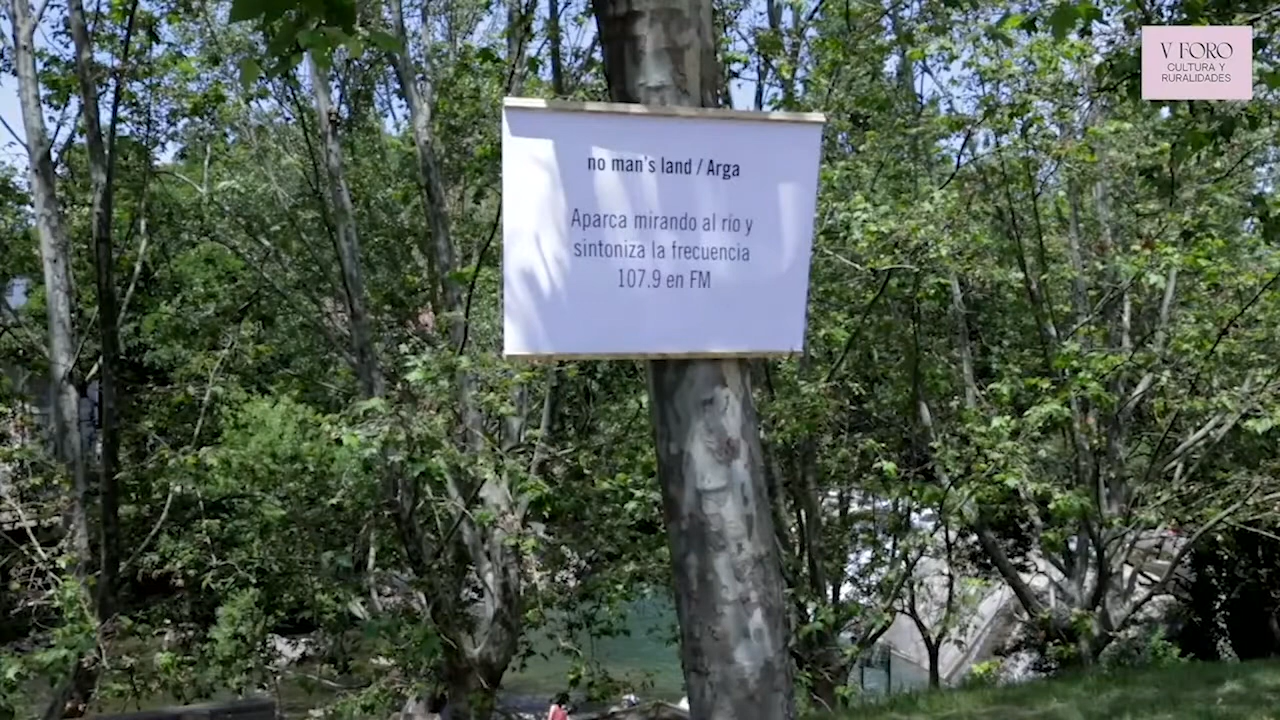 V FORO
CULTURA Y
RURALIDADES
no man's land / Arga
Aparca mirando al río y
sintoniza la frecuencia
107.9 en FM